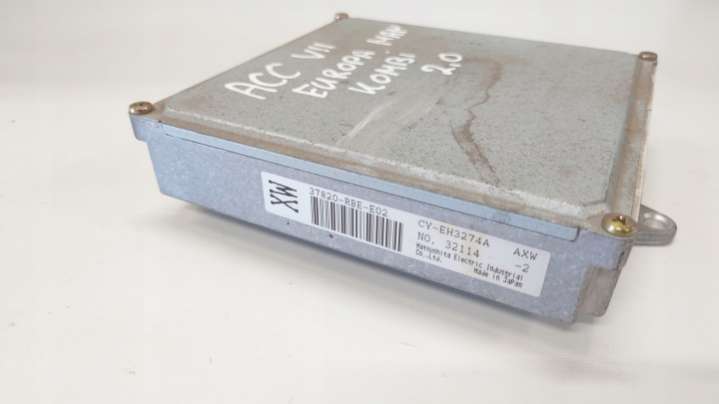 ACC VII
EUROPA MAN
KOMBI 2.0
XW
37820-RBE-E02
CY-EH3274A AXW
NO. 32114 -2
Matsushita Electric Industrial
Co.,Ltd. Made in Japan